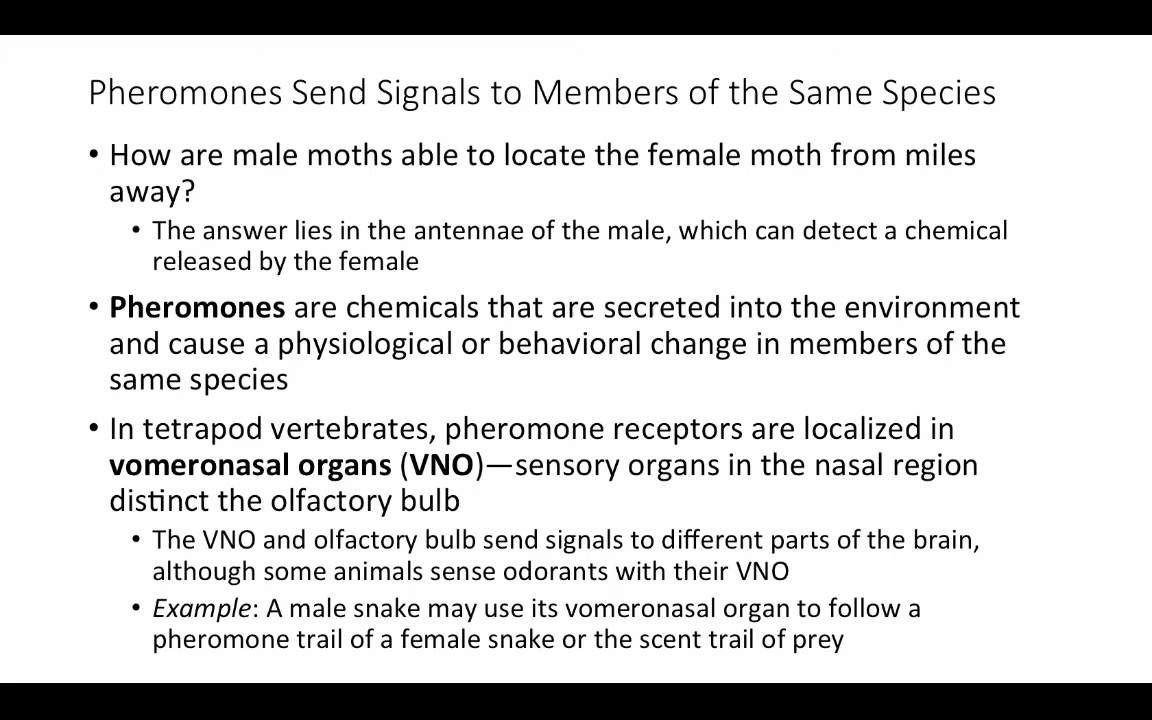 Pheromones Send Signals to Members of the Same Species
• How are male moths able to locate the female moth from miles
away?
• The answer lies in the antennae of the male, which can detect a chemical
released by the female
• Pheromones are chemicals that are secreted into the environment
and cause a physiological or behavioral change in members of the
same species
• In tetrapod vertebrates, pheromone receptors are localized in
vomeronasal organs (VNO)—sensory organs in the nasal region
distinct the olfactory bulb
• The VNO and olfactory bulb send signals to different parts of the brain,
although some animals sense odorants with their VNO
• Example: A male snake may use its vomeronasal organ to follow a
pheromone trail of a female snake or the scent trail of prey